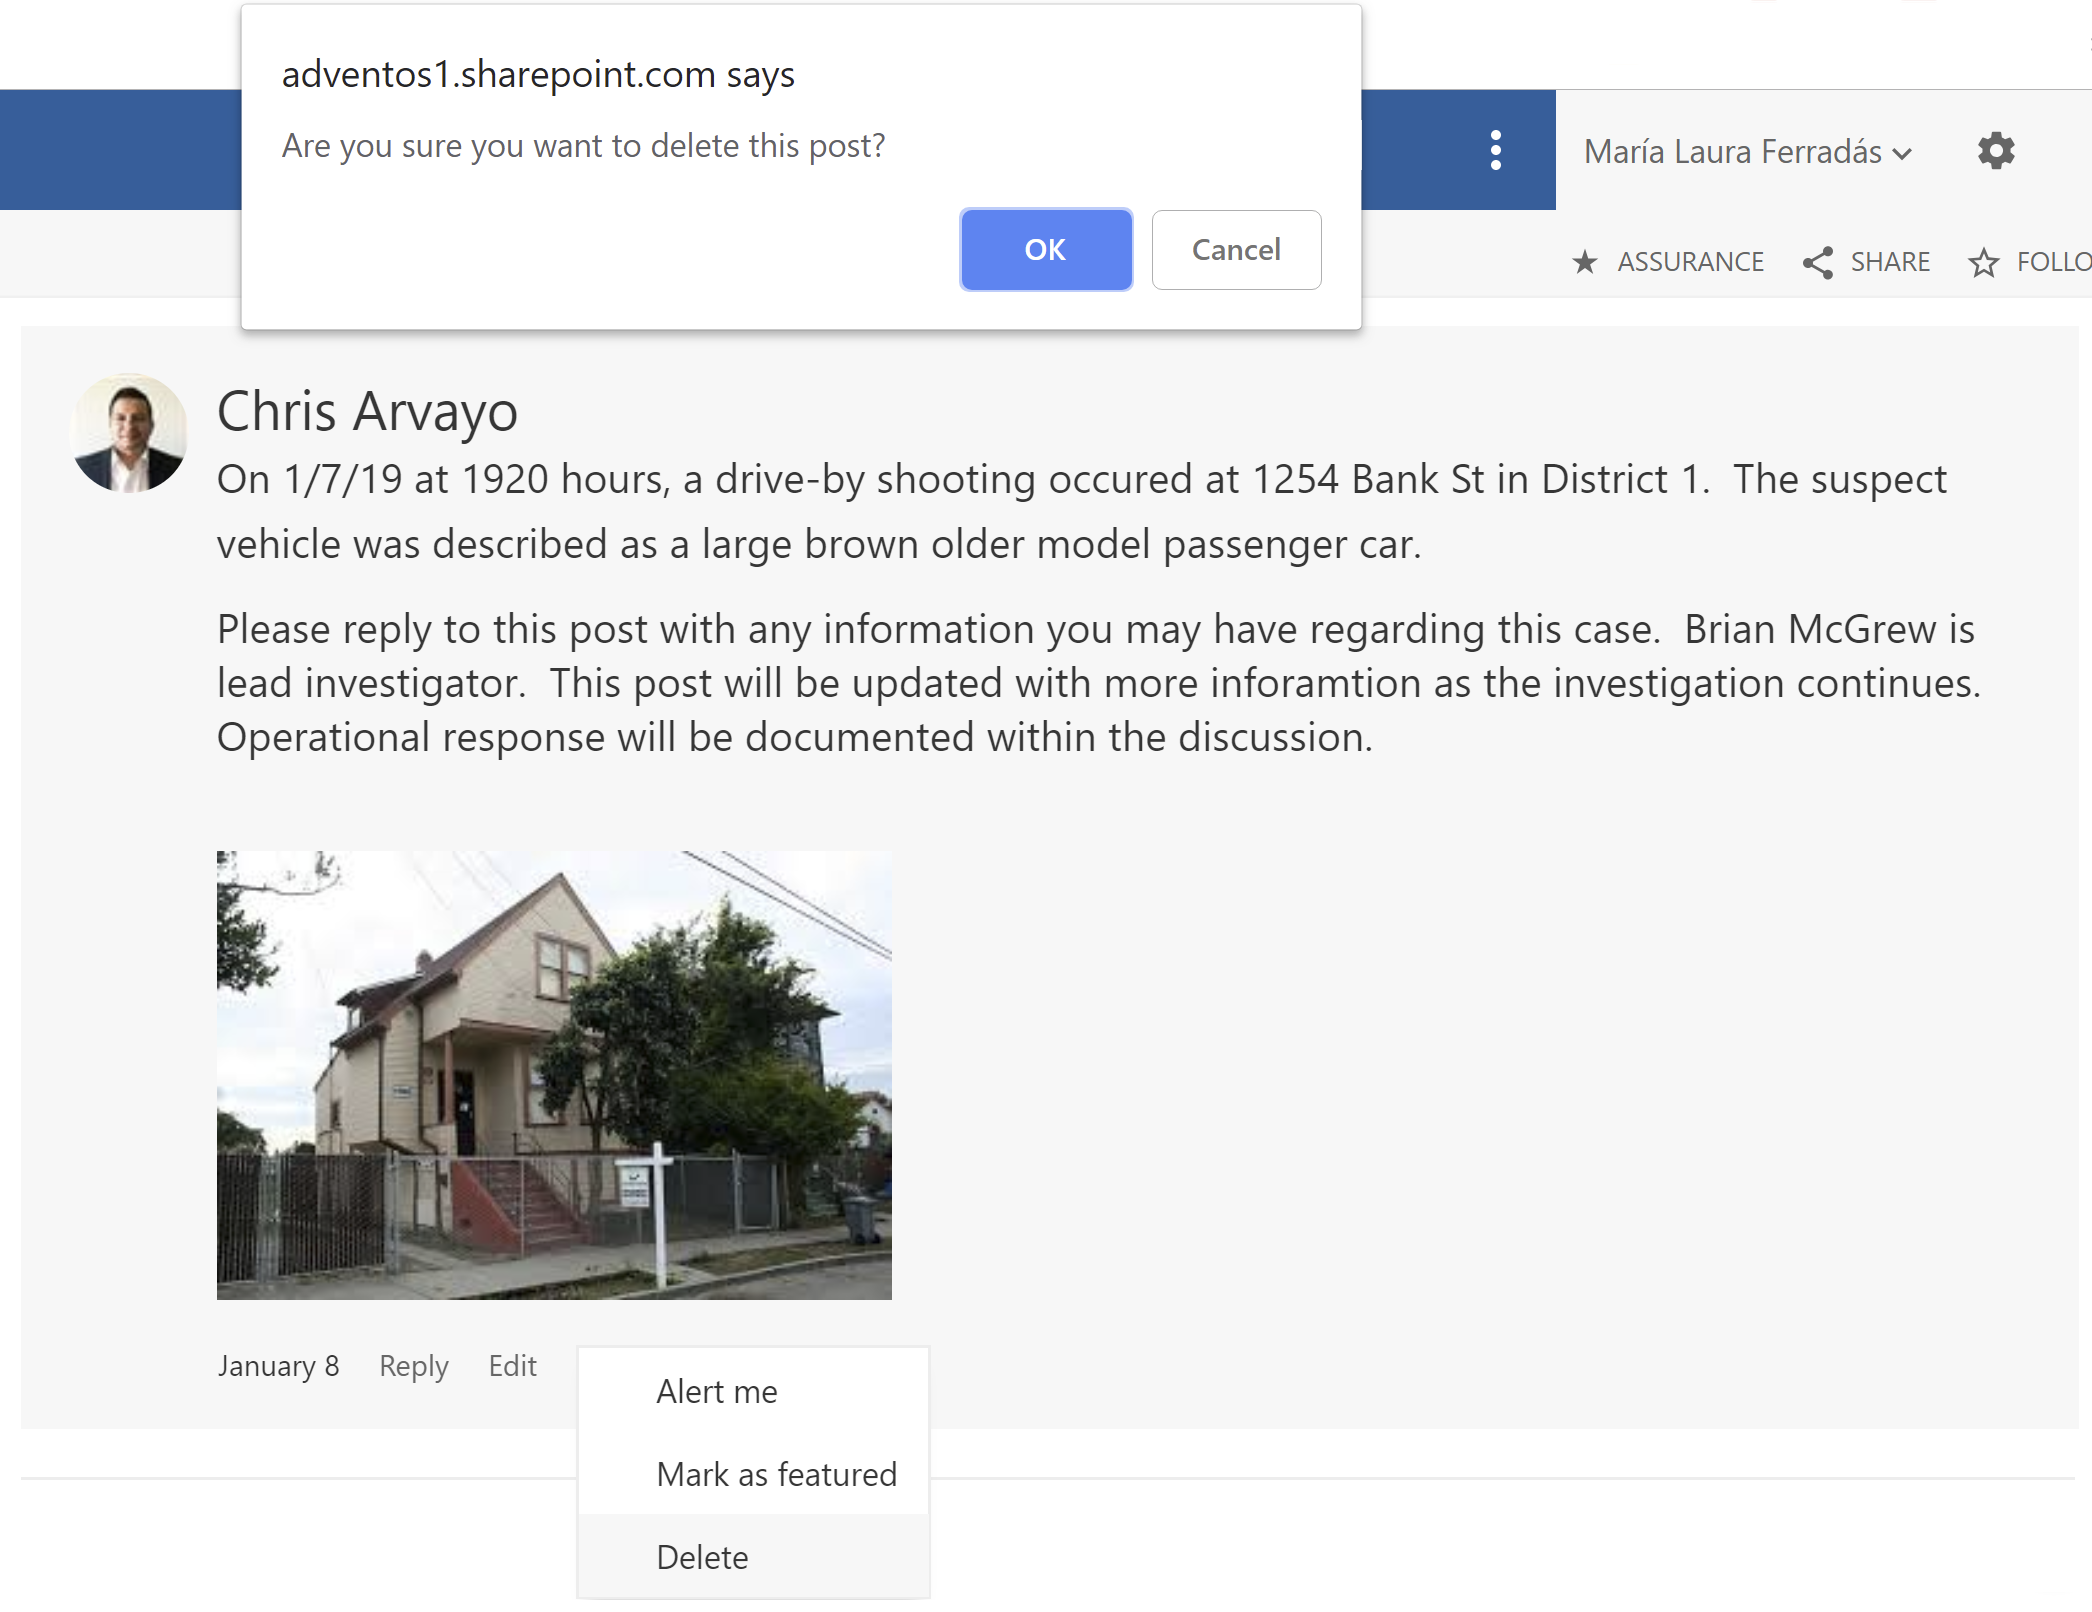 adventos1.sharepoint.com says
Are you sure you want to delete this post?
OK
Cancel
María Laura Ferradás
ASSURANCE
SHARE
FOLLO
Chris Arvayo
On 1/7/19 at 1920 hours, a drive-by shooting occured at 1254 Bank St in District 1.  The suspect
vehicle was described as a large brown older model passenger car.
Please reply to this post with any information you may have regarding this case.  Brian McGrew is
lead investigator.  This post will be updated with more inforamtion as the investigation continues.
Operational response will be documented within the discussion.
January 8
Reply
Edit
Alert me
Mark as featured
Delete